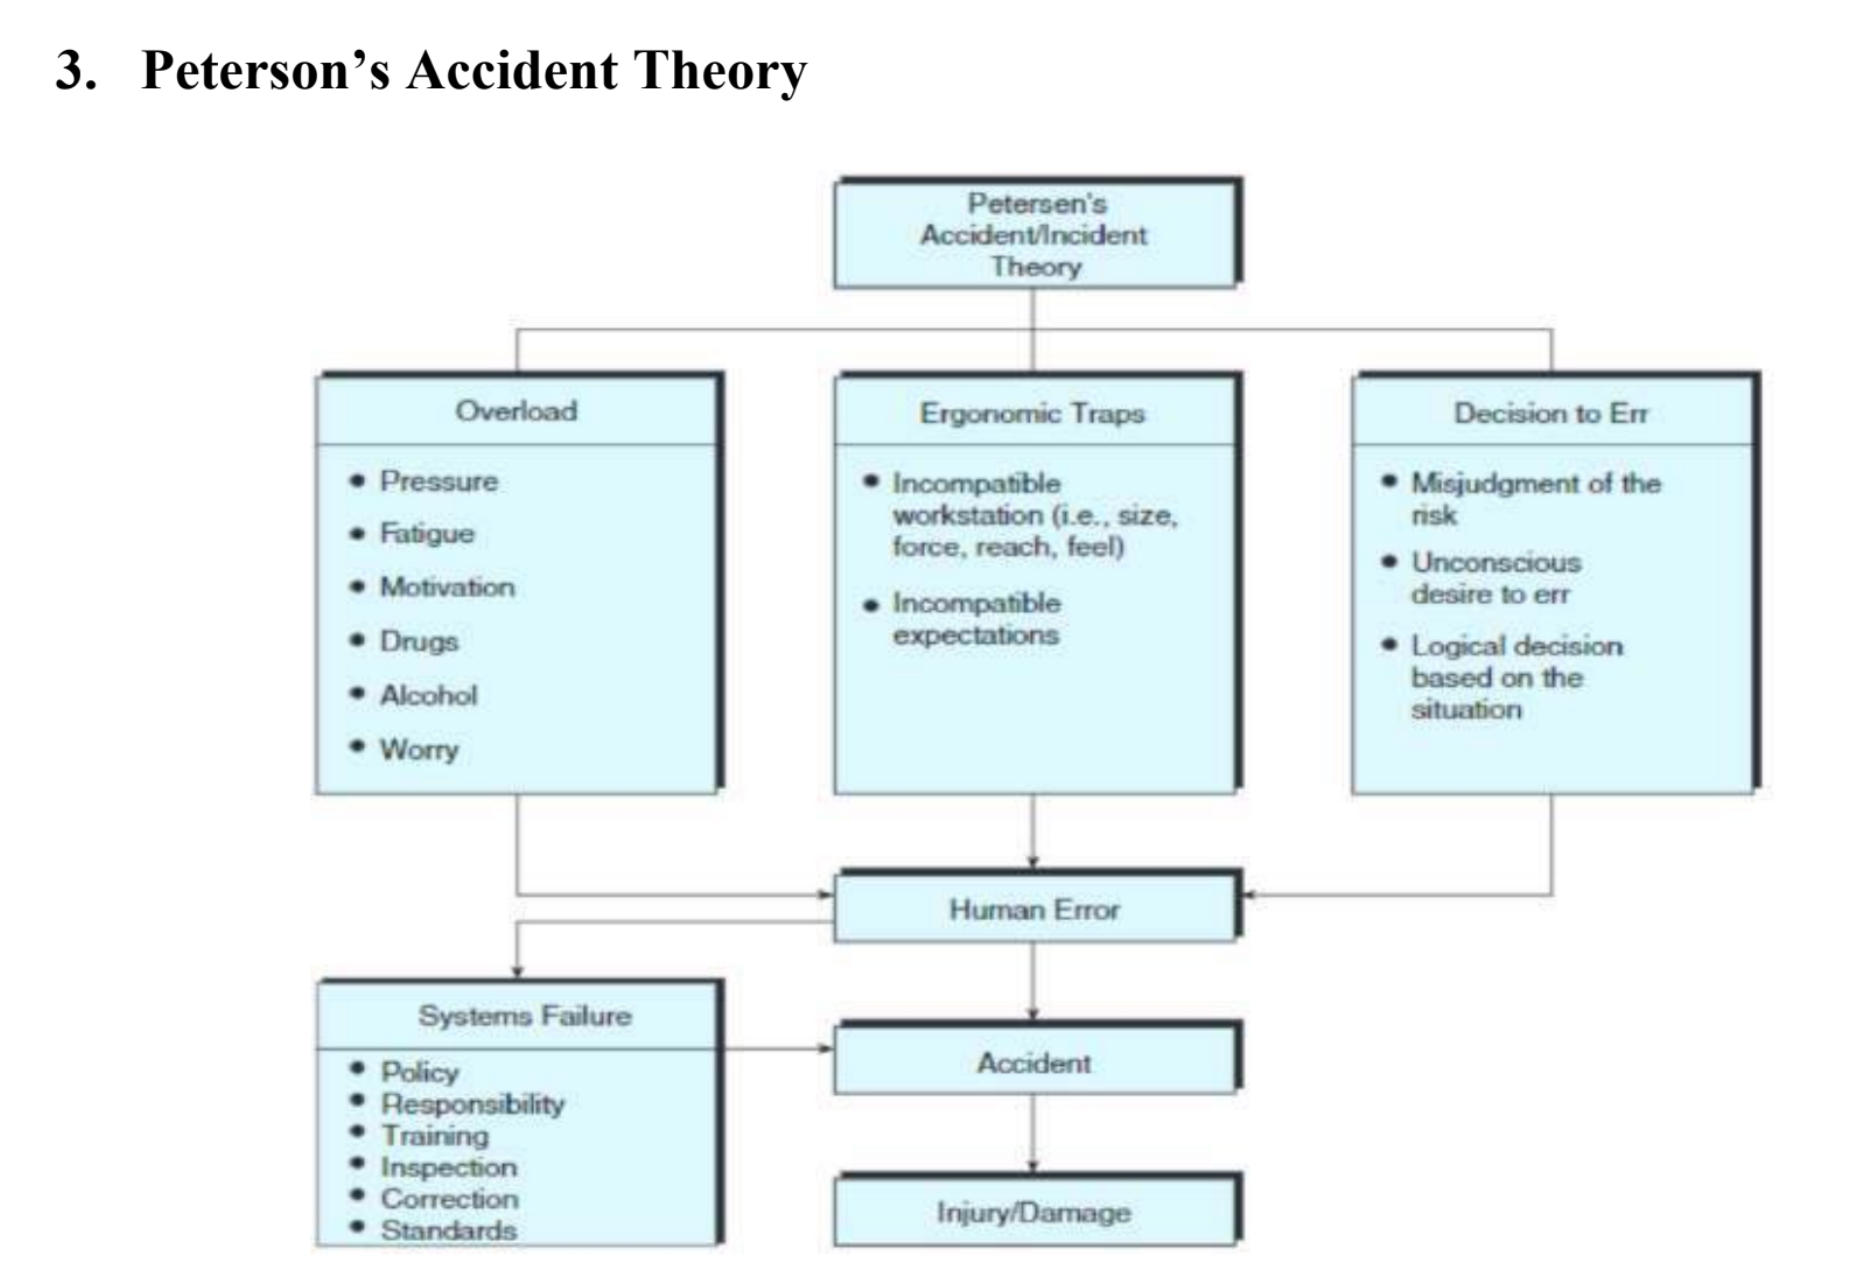 3. Peterson’s Accident Theory
Petersen's
Accident/Incident
Theory
Overload
• Pressure
• Fatigue
• Motivation
• Drugs
• Alcohol
• Worry
Ergonomic Traps
• Incompatible
workstation (i.e., size,
force, reach, feel)
• Incompatible
expectations
Decision to Err
• Misjudgment of the
risk
• Unconscious
desire to err
• Logical decision
based on the
situation
Human Error
Systems Failure
• Policy
• Responsibility
• Training
• Inspection
• Correction
• Standards
Accident
Injury/Damage